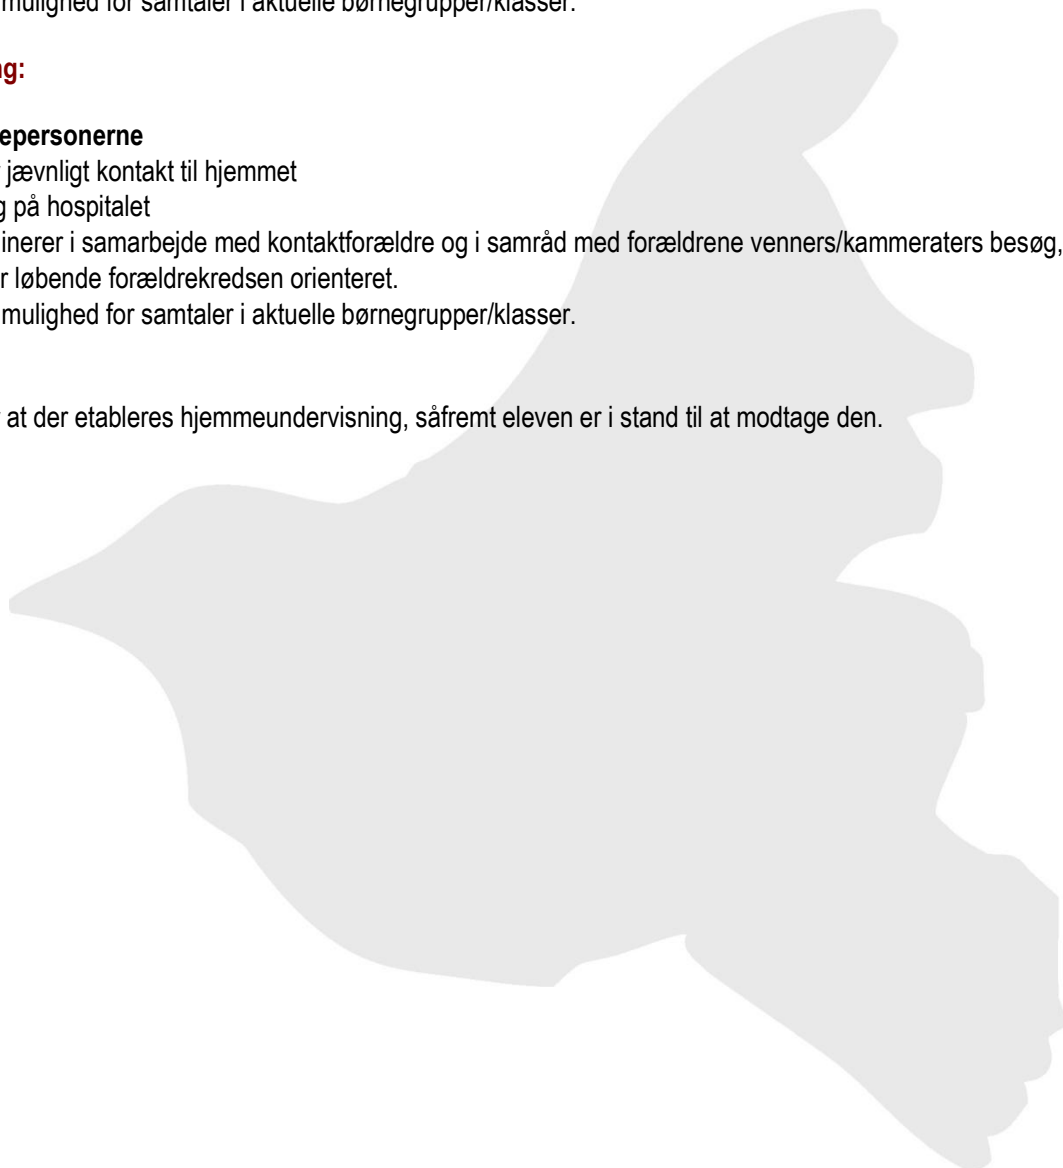 mulighed for samtaler i aktuelle børnegrupper/klasser.
ng:
epersonerne
jævnligt kontakt til hjemmet
g på hospitalet
inerer i samarbejde med kontaktforældre og i samråd med forældrene venners/kammeraters besøg,
r løbende forældrekredsen orienteret.
mulighed for samtaler i aktuelle børnegrupper/klasser.
at der etableres hjemmeundervisning, såfremt eleven er i stand til at modtage den.